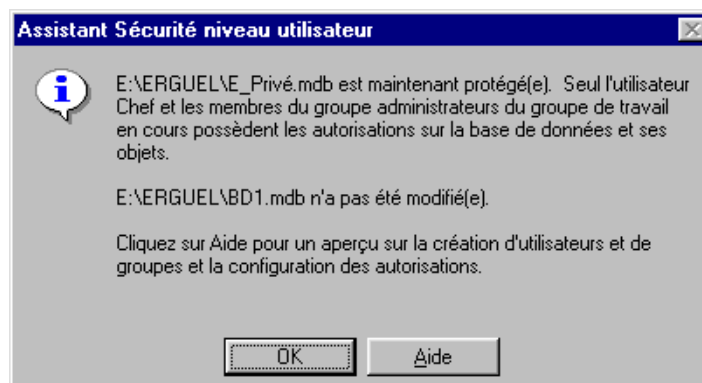 Assistant Sécurité niveau utilisateur
E:\ERGUEL\E_Privé.mdb est maintenant protégé(e).  Seul l'utilisateur
Chef et les membres du groupe administrateurs du groupe de travail
en cours possèdent les autorisations sur la base de données et ses
objets.
E:\ERGUEL\BD1.mdb n'a pas été modifié(e).
Cliquez sur Aide pour un aperçu sur la création d'utilisateurs et de
groupes et la configuration des autorisations.
OK
Aide